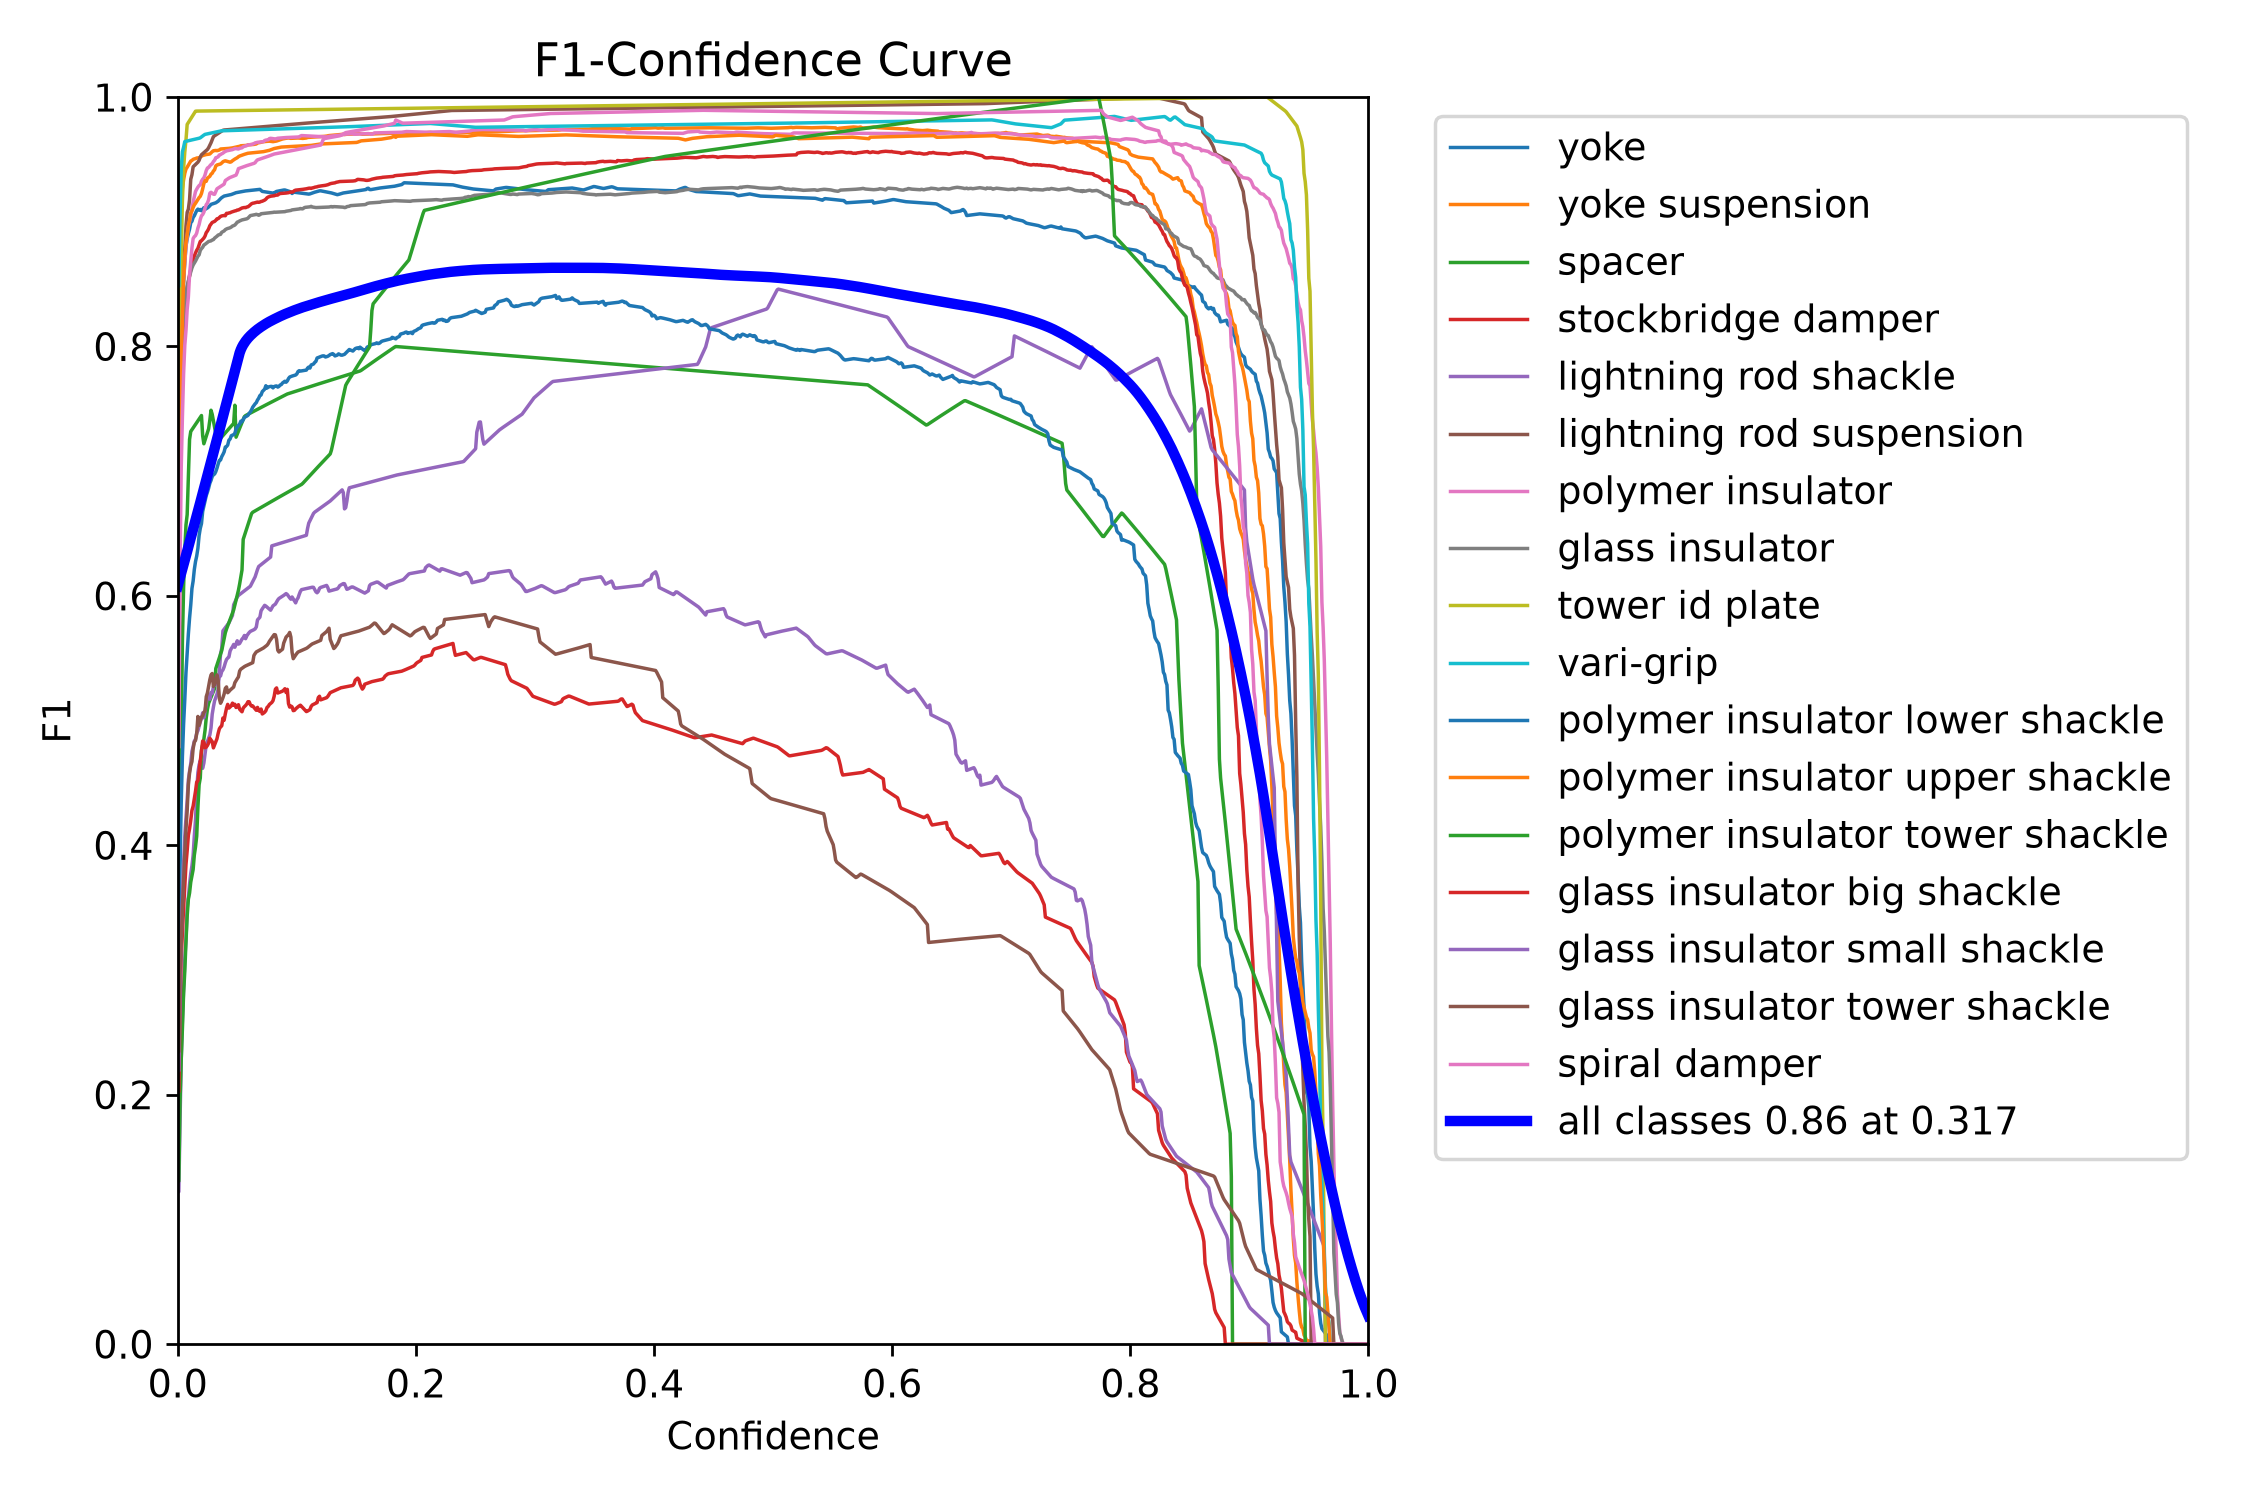 F1-Confidence Curve
1.0
0.8
0.6
0.4
0.2
0.0
F1
0.0 0.2 0.4 0.6 0.8 1.0
Confidence
yoke
yoke suspension
spacer
stockbridge damper
lightning rod shackle
lightning rod suspension
polymer insulator
glass insulator
tower id plate
vari-grip
polymer insulator lower shackle
polymer insulator upper shackle
polymer insulator tower shackle
glass insulator big shackle
glass insulator small shackle
glass insulator tower shackle
spiral damper
all classes 0.86 at 0.317